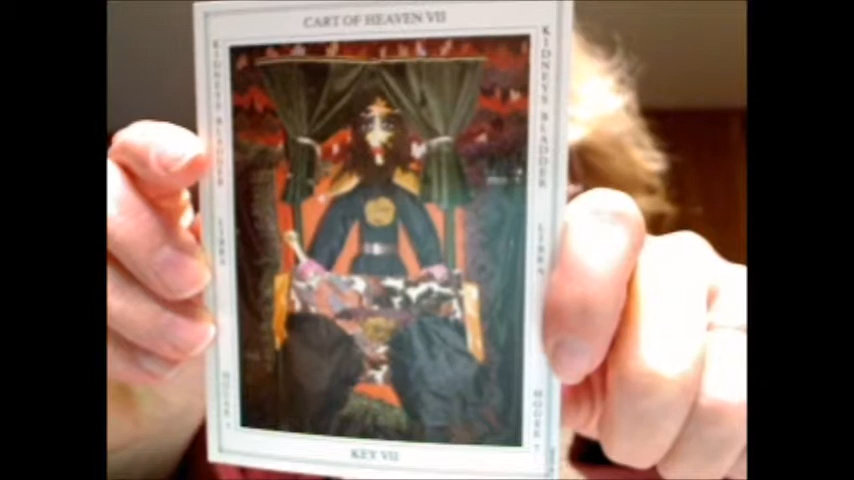 CART OF HEAVEN VII
KIDNEYS BLADDER
LIBRA
KIDNEYS BLADDER
LIBRA
KEY VII